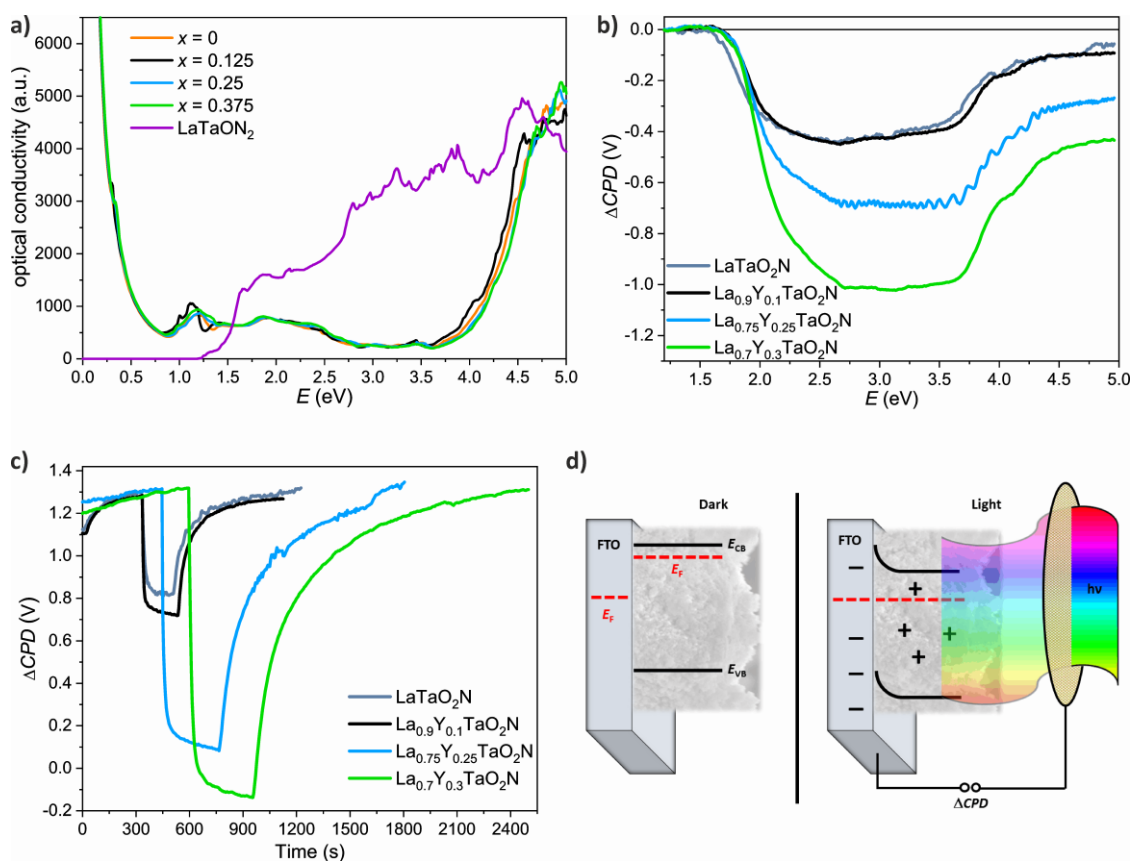 a)
x = 0
x = 0.125
x = 0.25
x = 0.375
LaTaON₂
optical conductivity (a.u.)
6000
5000
4000
3000
2000
1000
0
0.0 0.5 1.0 1.5 2.0 2.5 3.0 3.5 4.0 4.5 5.0
E (eV)
b)
ΔCPD (V)
0.0
-0.2
-0.4
-0.6
-0.8
-1.0
-1.2
LaTaO₂N
La₀.₉Y₀.₁TaO₂N
La₀.₇₅Y₀.₂₅TaO₂N
La₀.₇Y₀.₃TaO₂N
1.5 2.0 2.5 3.0 3.5 4.0 4.5 5.0
E (eV)
c)
ΔCPD (V)
1.4
1.2
1.0
0.8
0.6
0.4
0.2
0.0
-0.2
LaTaO₂N
La₀.₉Y₀.₁TaO₂N
La₀.₇₅Y₀.₂₅TaO₂N
La₀.₇Y₀.₃TaO₂N
0 300 600 900 1200 1500 1800 2100 2400
Time (s)
d)
Dark
FTO
E_CB
E_F
E_F
E_VB
Light
FTO
hν
− + + + + − − −
ΔCPD